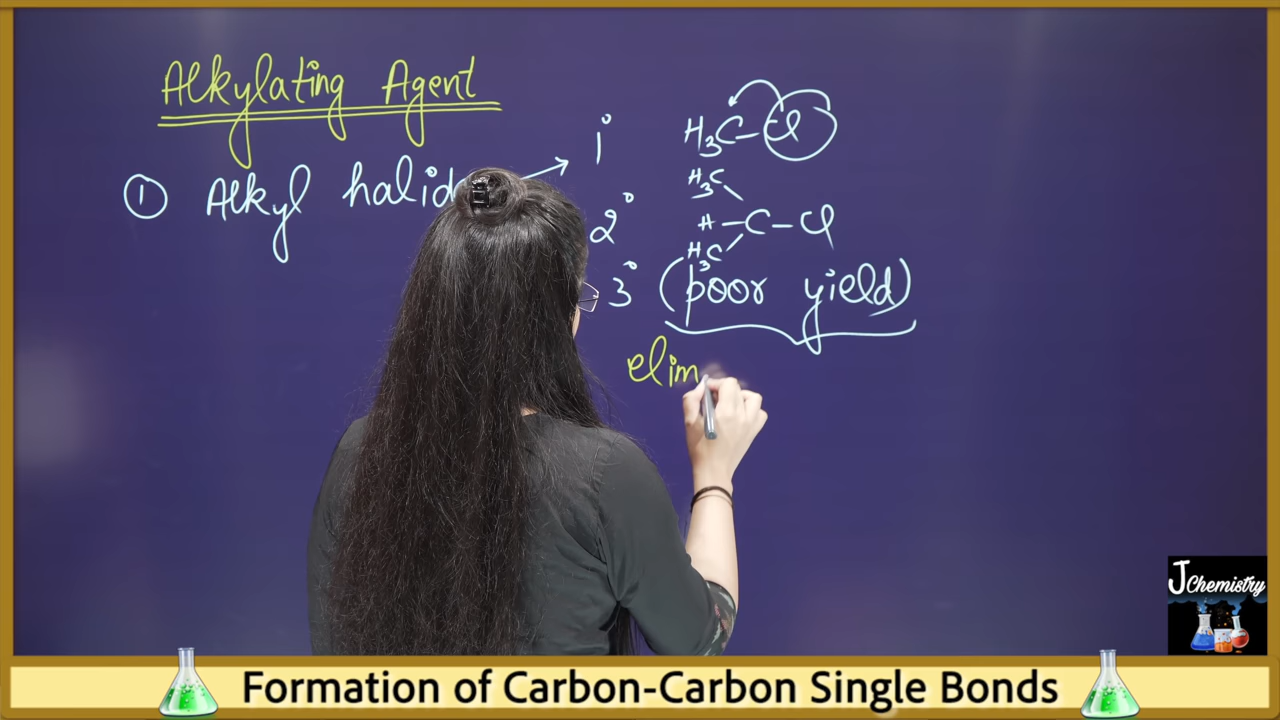 Alkylating Agent
① Alkyl halid
1° H₃C–Cl
H₃C
2° H–C–Cl
H₃C
3° (poor yield)
elim
J Chemistry
Formation of Carbon-Carbon Single Bonds